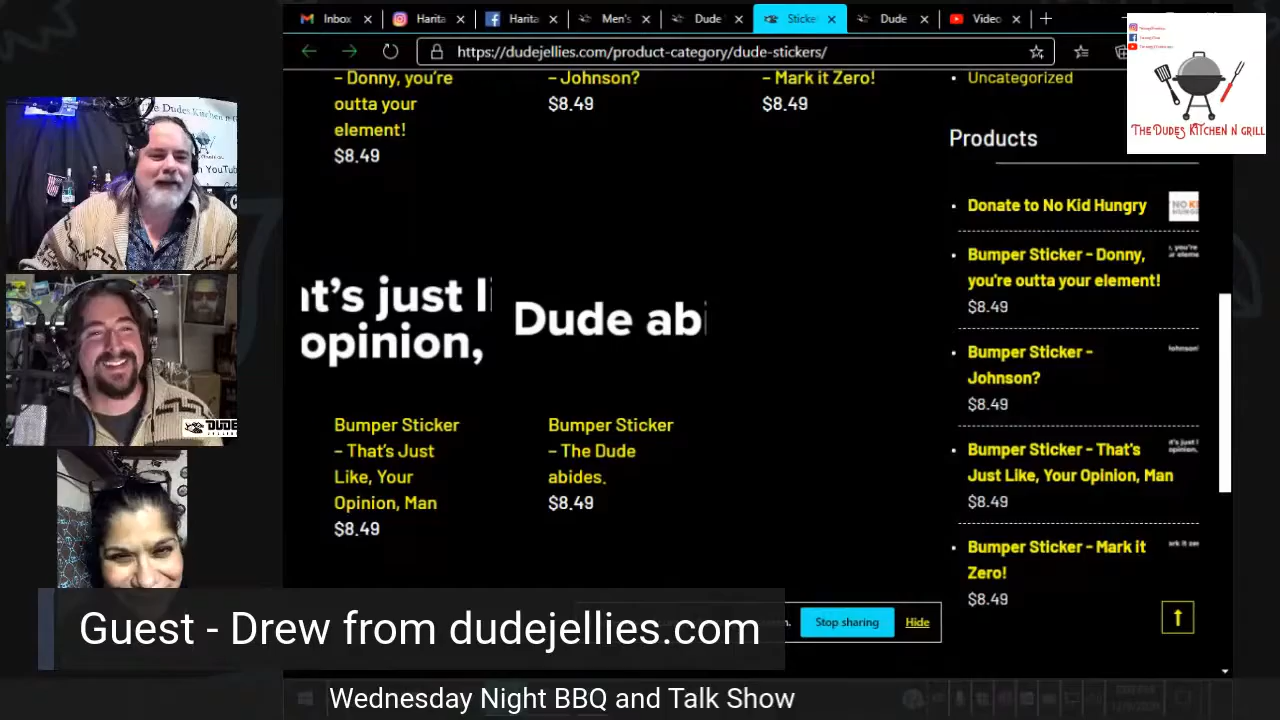 Inbox
Harita
Harita
Men's
Dude
Sticke
Dude
Video
https://dudejellies.com/product-category/dude-stickers/
– Donny, you're
outta your
element!
$8.49
– Johnson?
$8.49
– Mark it Zero!
$8.49
Uncategorized
Products
Donate to No Kid Hungry
Bumper Sticker – Donny,
you're outta your element!
$8.49
Bumper Sticker –
Johnson?
$8.49
Bumper Sticker – That's
Just Like, Your Opinion, Man
$8.49
Bumper Sticker – Mark it
Zero!
$8.49
at's just li
opinion,
Dude abi
Bumper Sticker
– That's Just
Like, Your
Opinion, Man
$8.49
Bumper Sticker
– The Dude
abides.
$8.49
Stop sharing
Hide
THE DUDES KITCHEN N GRILL
Guest - Drew from dudejellies.com
Wednesday Night BBQ and Talk Show